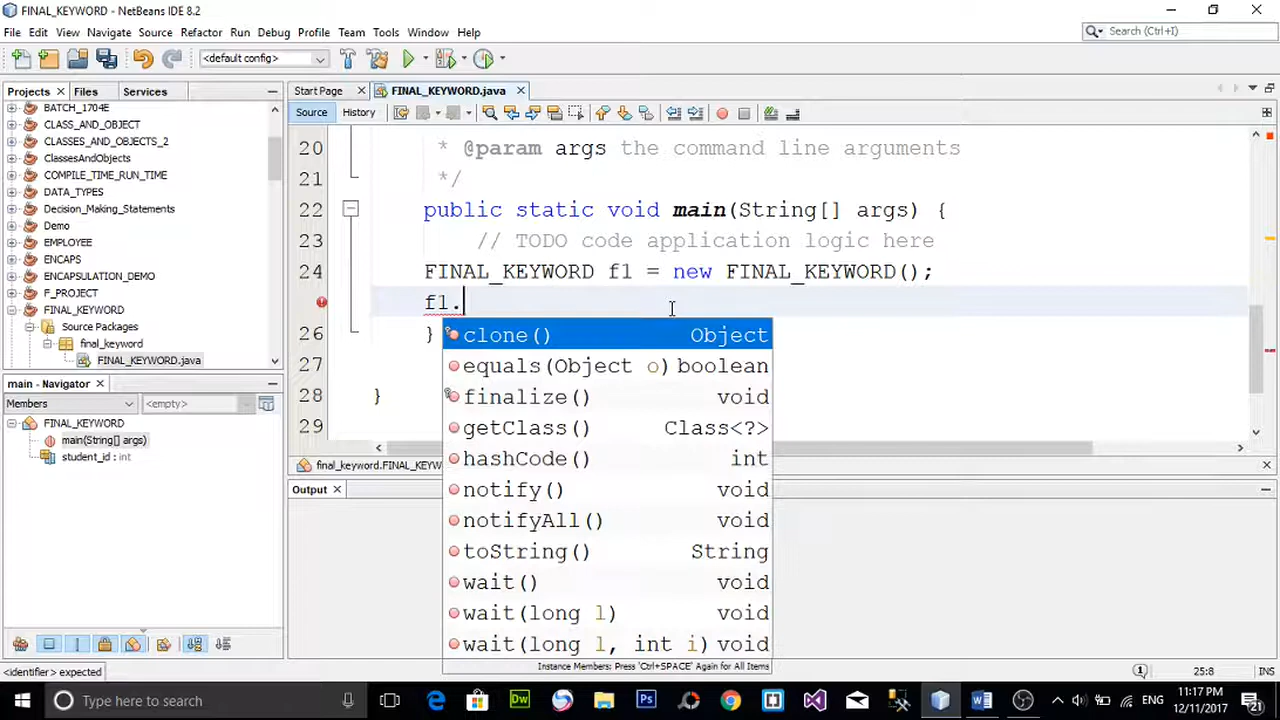 FINAL_KEYWORD - NetBeans IDE 8.2
File Edit View Navigate Source Refactor Run Debug Profile Team Tools Window Help
Search (Ctrl+I)
<default config>
Projects Files Services
Start Page FINAL_KEYWORD.java
Source History
BATCH_1704E
CLASS_AND_OBJECT
CLASSES_AND_OBJECTS_2
ClassesAndObjects
COMPILE_TIME_RUN_TIME
DATA_TYPES
Decision_Making_Statements
Demo
EMPLOYEE
ENCAPS
ENCAPSULATION_DEMO
F_PROJECT
FINAL_KEYWORD
Source Packages
final_keyword
FINAL_KEYWORD.java
20 * @param args the command line arguments
21 */
22 public static void main(String[] args) {
23 // TODO code application logic here
24 FINAL_KEYWORD f1 = new FINAL_KEYWORD();
f1.
26 }
27
28 }
29
clone() Object
equals(Object o) boolean
finalize() void
getClass() Class<?>
hashCode() int
notify() void
notifyAll() void
toString() String
wait() void
wait(long l) void
wait(long l, int i) void
Instance Members: Press 'Ctrl+SPACE' Again for All Items
main - Navigator
Members <empty>
FINAL_KEYWORD
main(String[] args)
student_id : int
final_keyword.FINAL_KEYW
Output
<identifier> expected
1
25:8
INS
Type here to search
Dw
Ps
ENG
5:17 PM
12/11/2017
21